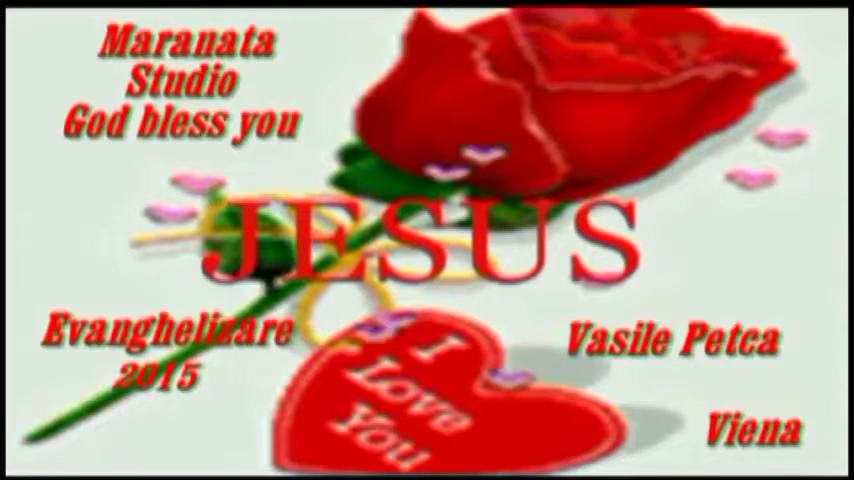 Maranata
Studio
God bless you
JESUS
Evanghelizare
2015
Vasile Petca
Viena
I
Love
You